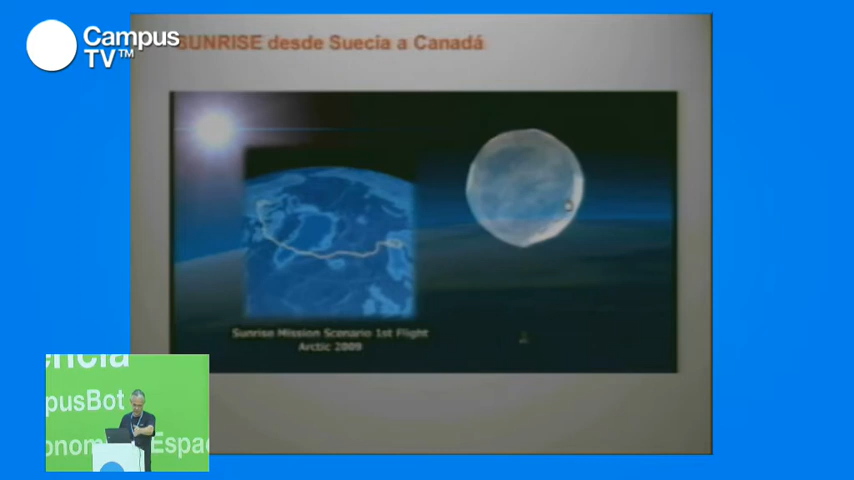 Campus
TV™
SUNRISE desde Suecia a Canadá
Sunrise Mission Scenario 1st Flight
Arctic 2009
encia
pusBot
onom
Espac